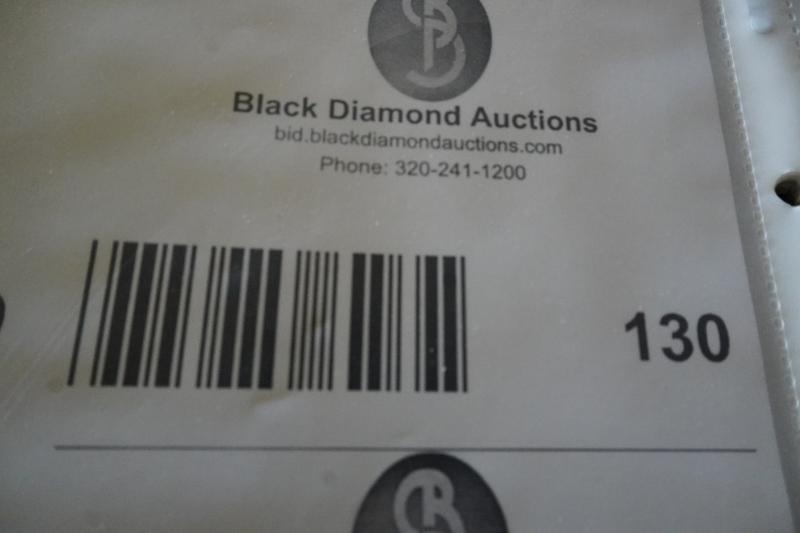 Black Diamond Auctions
bid.blackdiamondauctions.com
Phone: 320-241-1200
130